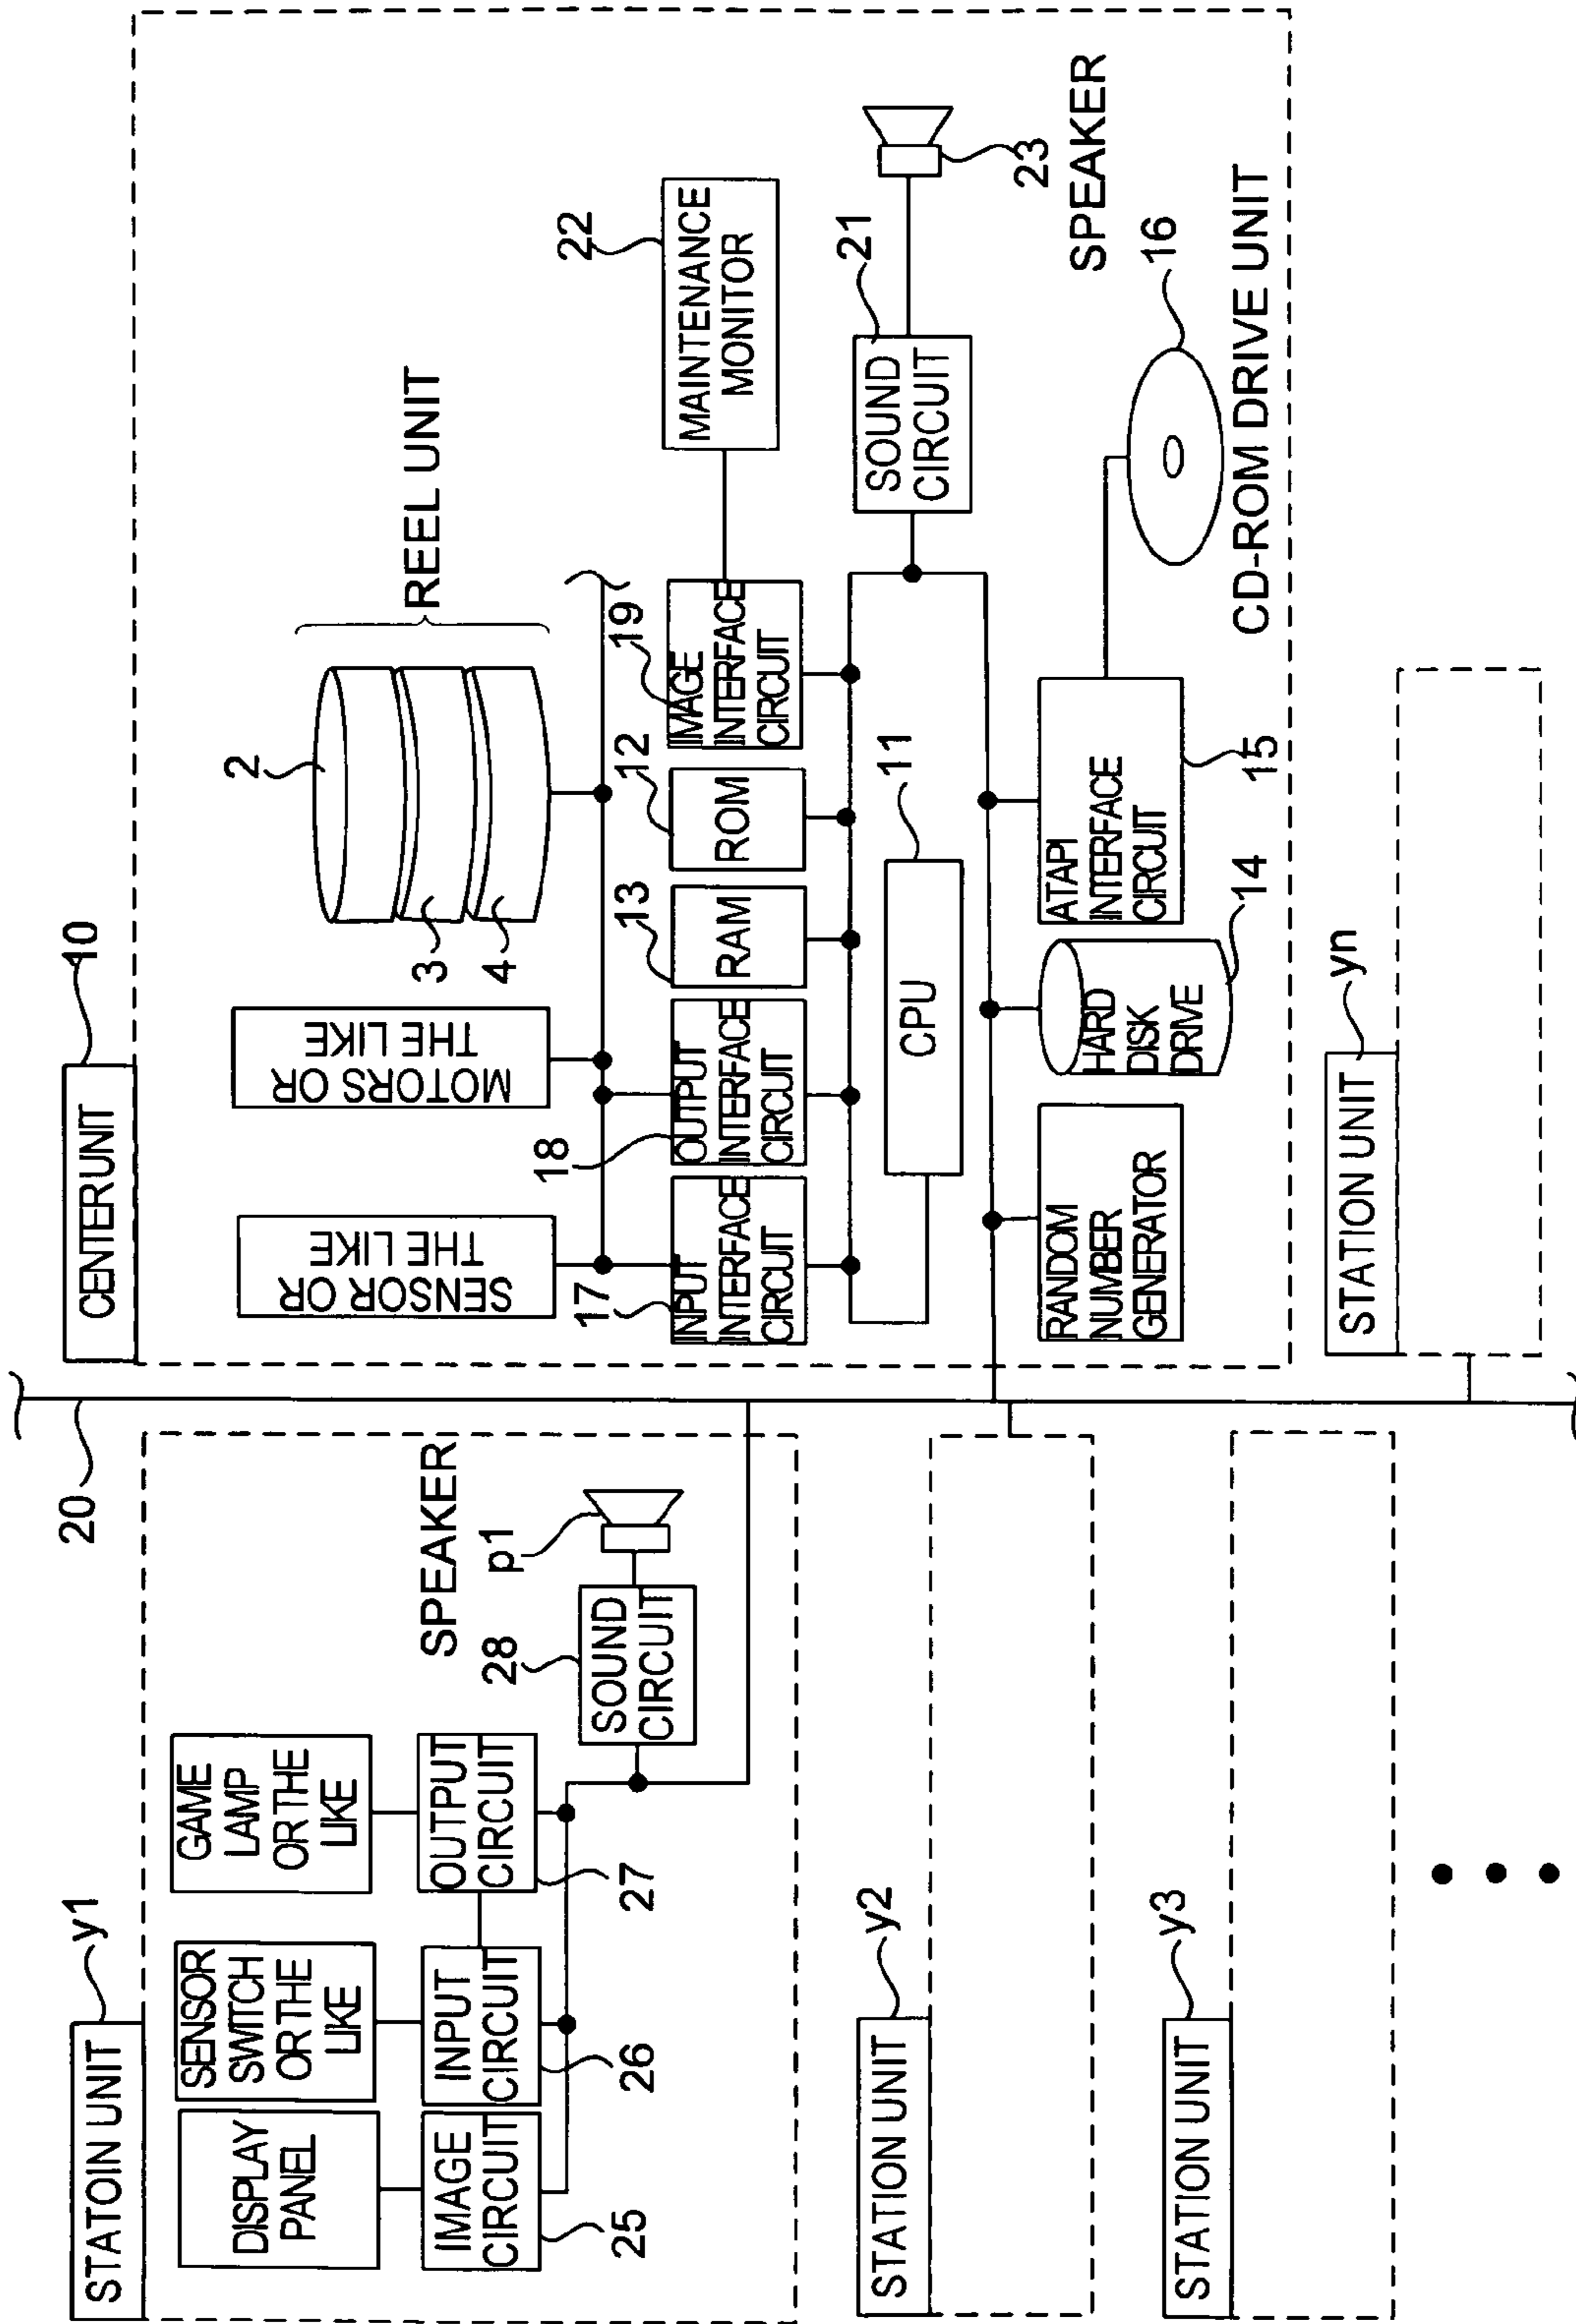 STATOIN UNIT
y1
DISPLAY
PANEL
SENSOR
SWITCH
OR THE
LIKE
GAME
LAMP
OR THE
LIKE
IMAGE
CIRCUIT
25
INPUT
CIRCUIT
26
OUTPUT
CIRCUIT
27
SPEAKER
28
p1
SOUND
CIRCUIT
STATION UNIT
y2
STATION UNIT
y3
20
CENTER UNIT
10
SENSOR OR
THE LIKE
MOTORS OR
THE LIKE
2
3
4
REEL UNIT
17
INPUT
INTERFACE
CIRCUIT
18
OUTPUT
INTERFACE
CIRCUIT
13
RAM
12
ROM
19
IMAGE
INTERFACE
CIRCUIT
22
MAINTENANCE
MONITOR
CPU
11
21
SOUND
CIRCUIT
23
SPEAKER
RANDOM
NUMBER
GENERATOR
HARD
DISK
DRIVE
14
ATAPI
INTERFACE
CIRCUIT
15
16
CD-ROM DRIVE UNIT
STATION UNIT
yn